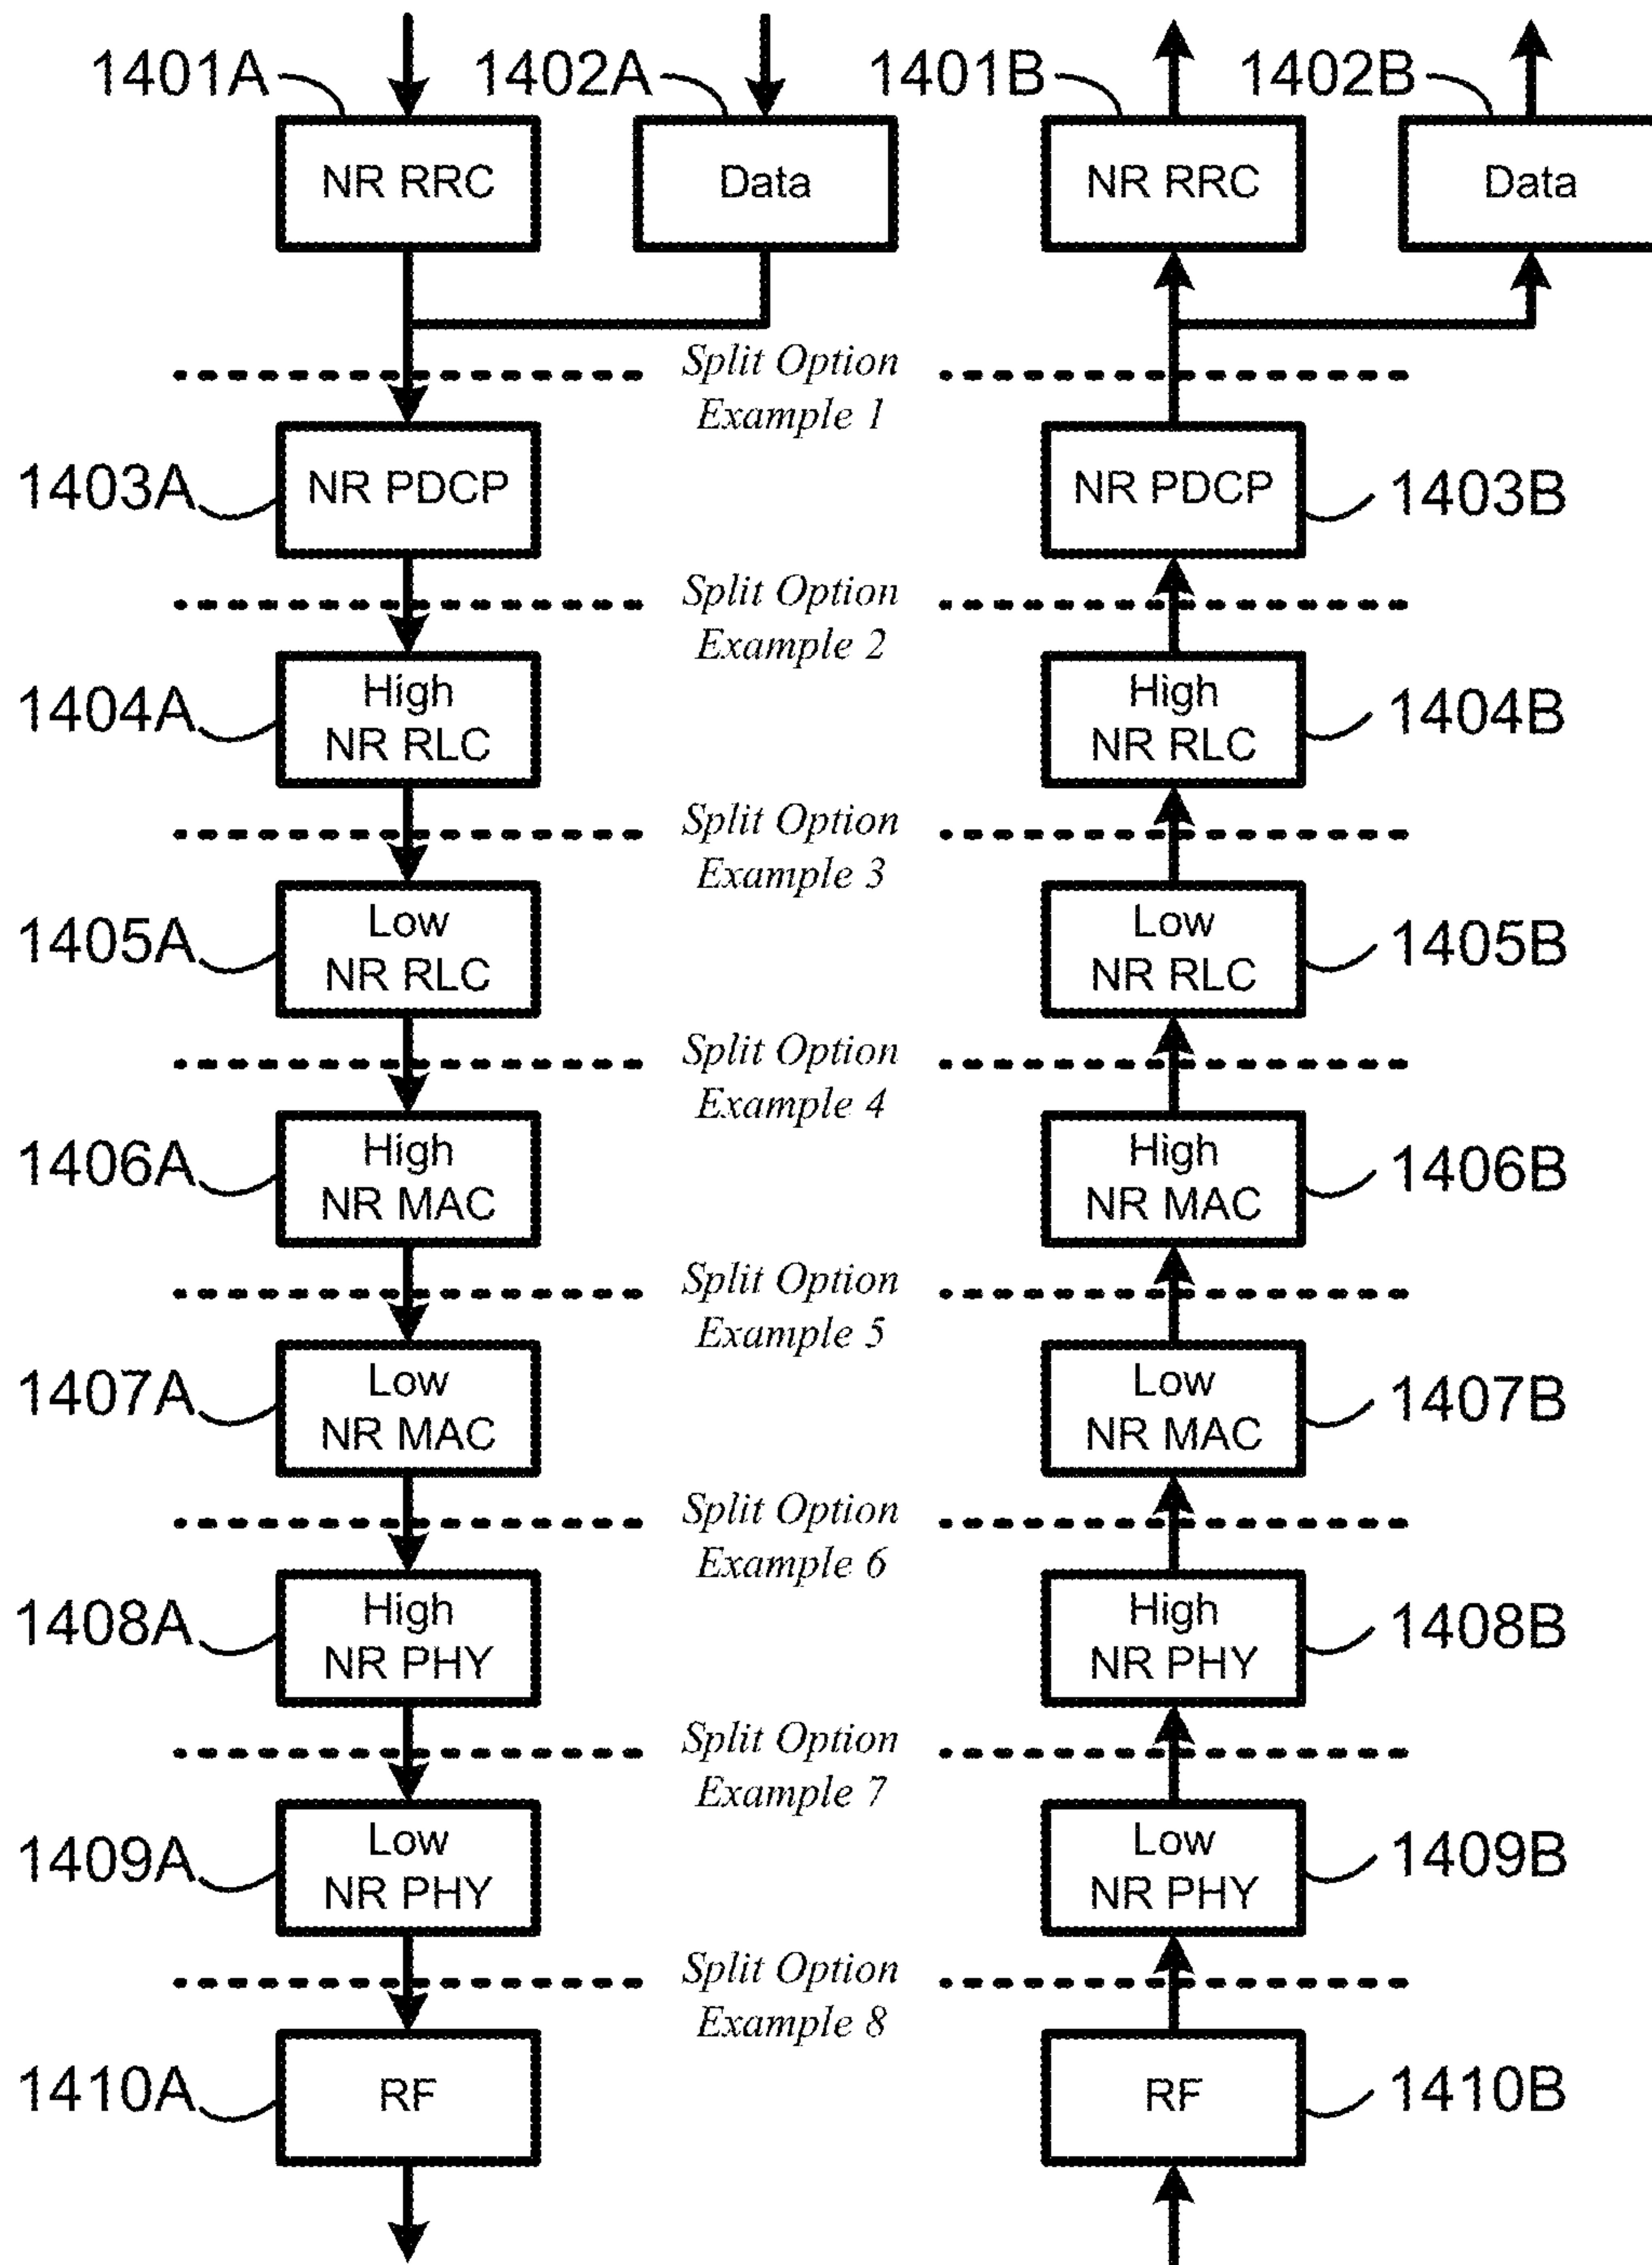 1401A 1402A 1401B 1402B
NR RRC Data NR RRC Data
Split Option
Example 1
1403A NR PDCP NR PDCP 1403B
Split Option
Example 2
1404A High NR RLC High NR RLC 1404B
Split Option
Example 3
1405A Low NR RLC Low NR RLC 1405B
Split Option
Example 4
1406A High NR MAC High NR MAC 1406B
Split Option
Example 5
1407A Low NR MAC Low NR MAC 1407B
Split Option
Example 6
1408A High NR PHY High NR PHY 1408B
Split Option
Example 7
1409A Low NR PHY Low NR PHY 1409B
Split Option
Example 8
1410A RF RF 1410B